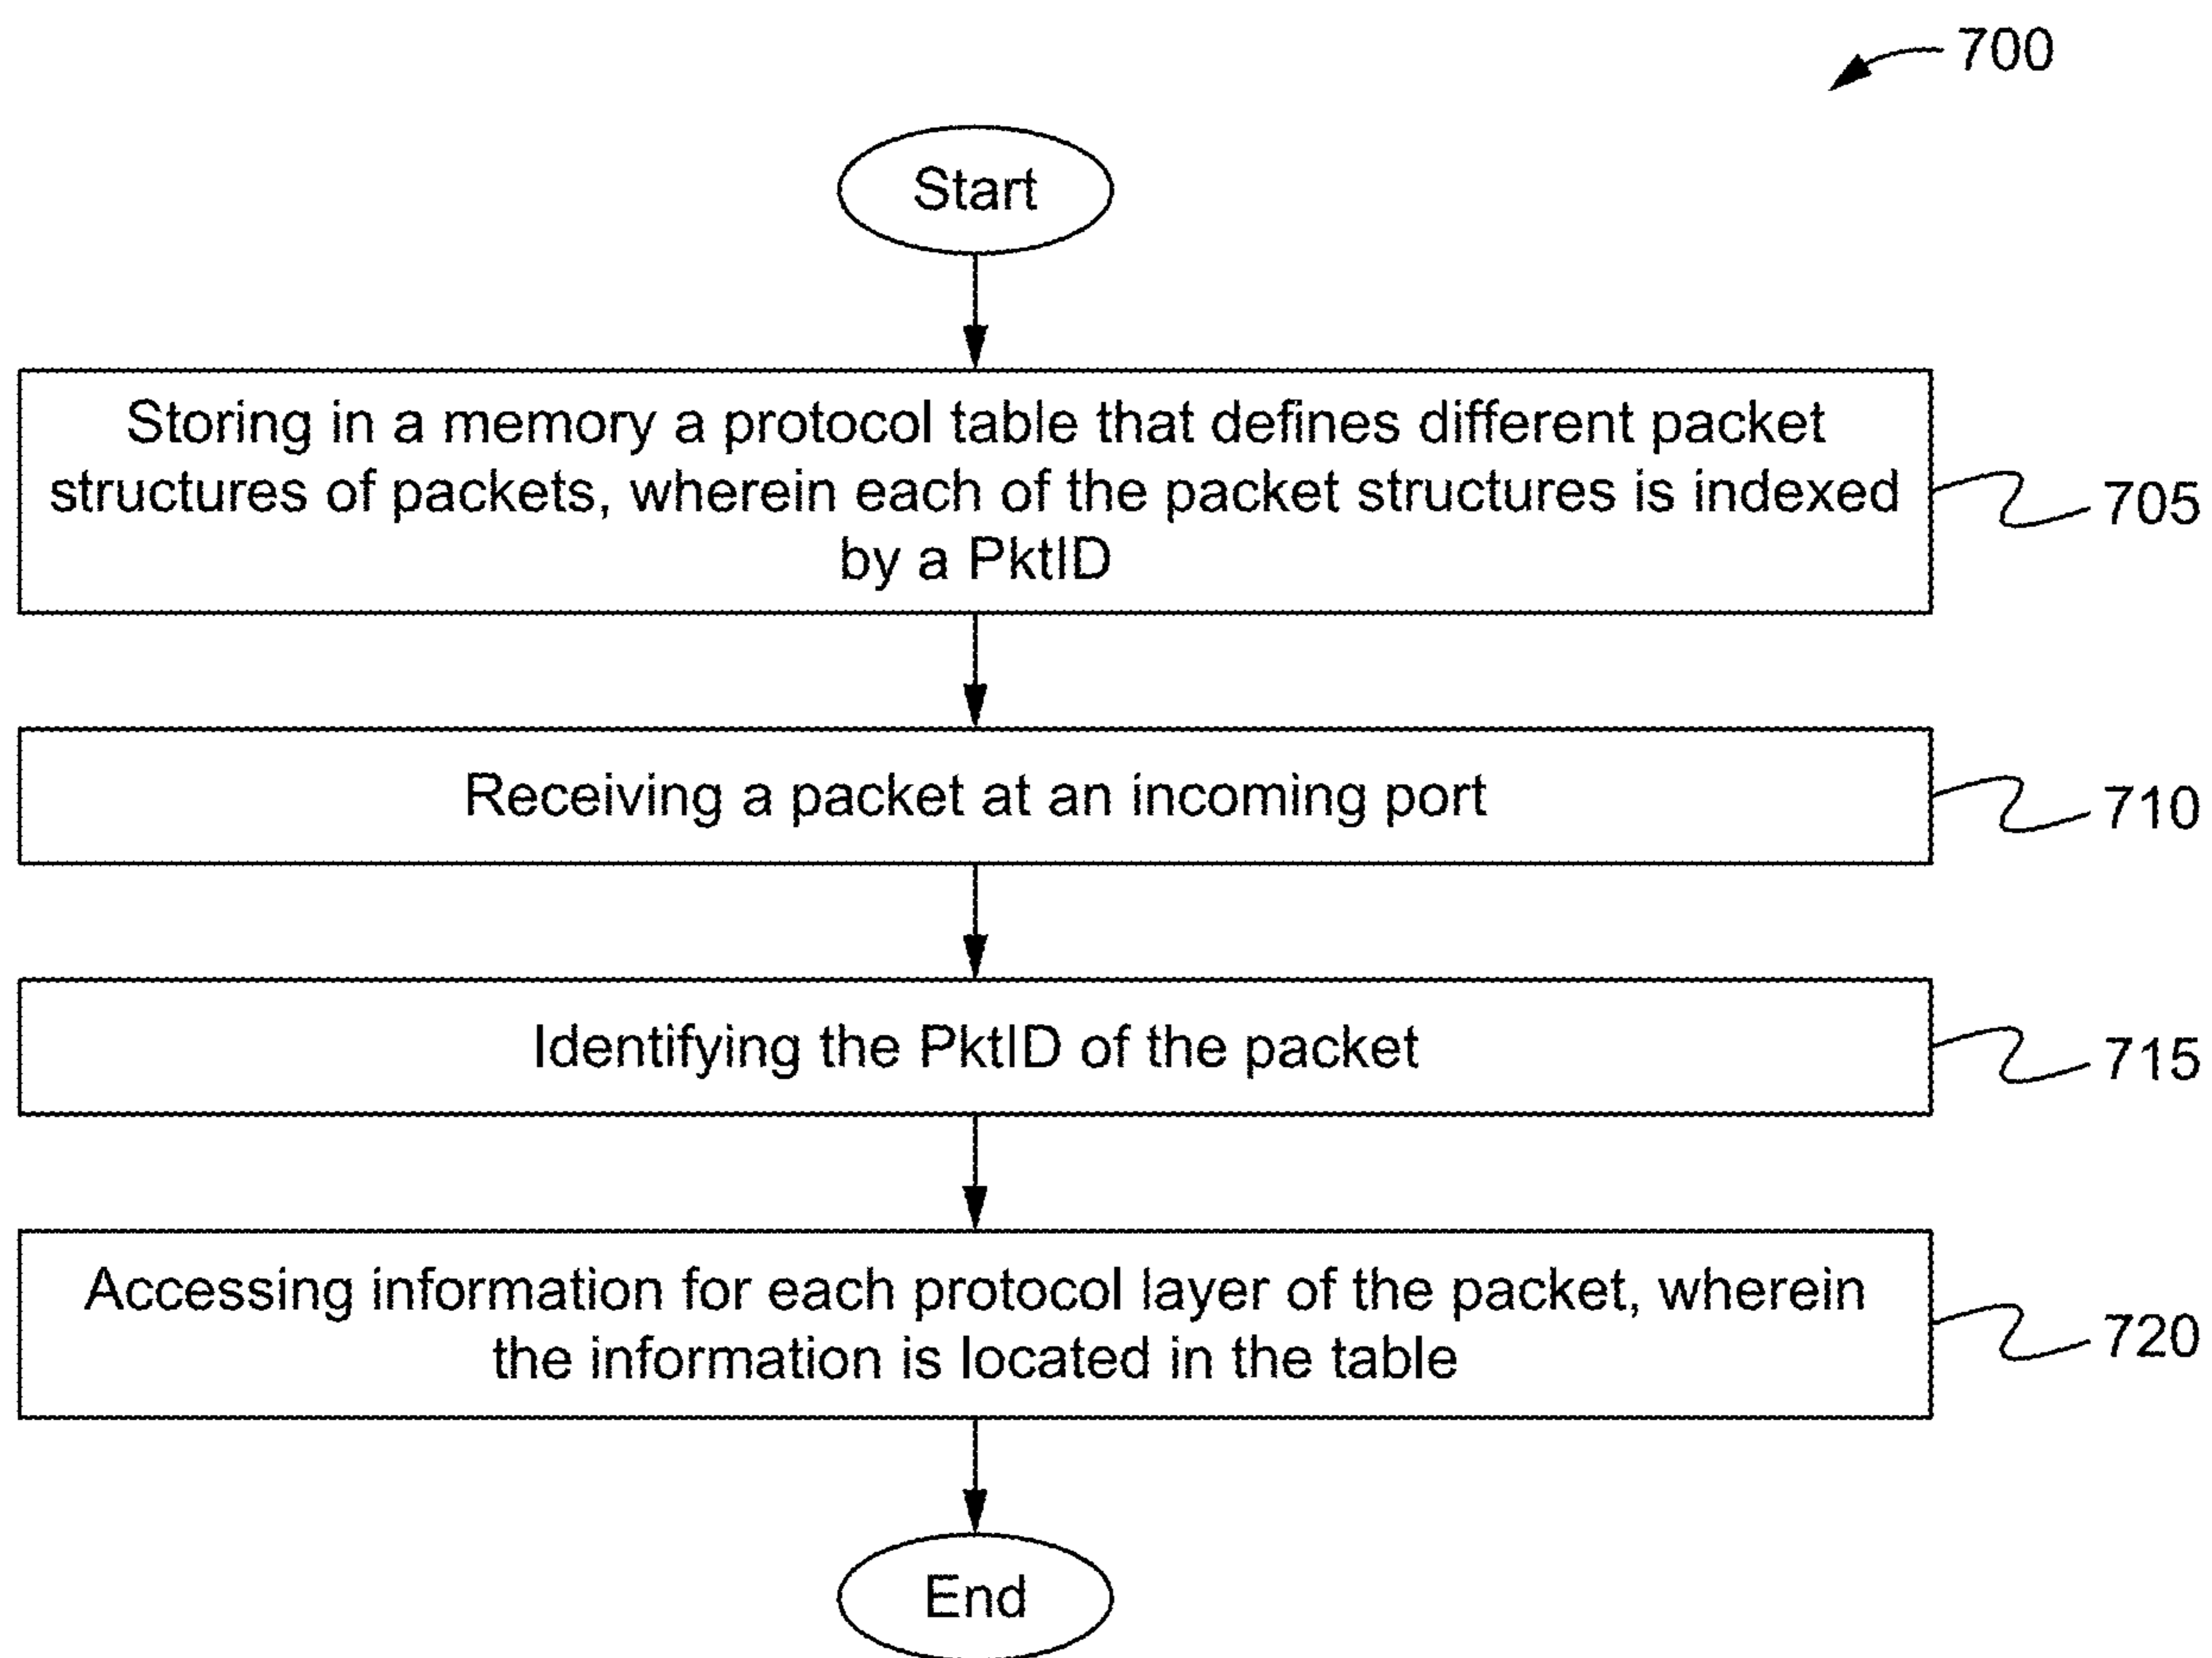 700
Start
Storing in a memory a protocol table that defines different packet
structures of packets, wherein each of the packet structures is indexed
by a PktID
705
Receiving a packet at an incoming port
710
Identifying the PktID of the packet
715
Accessing information for each protocol layer of the packet, wherein
the information is located in the table
720
End